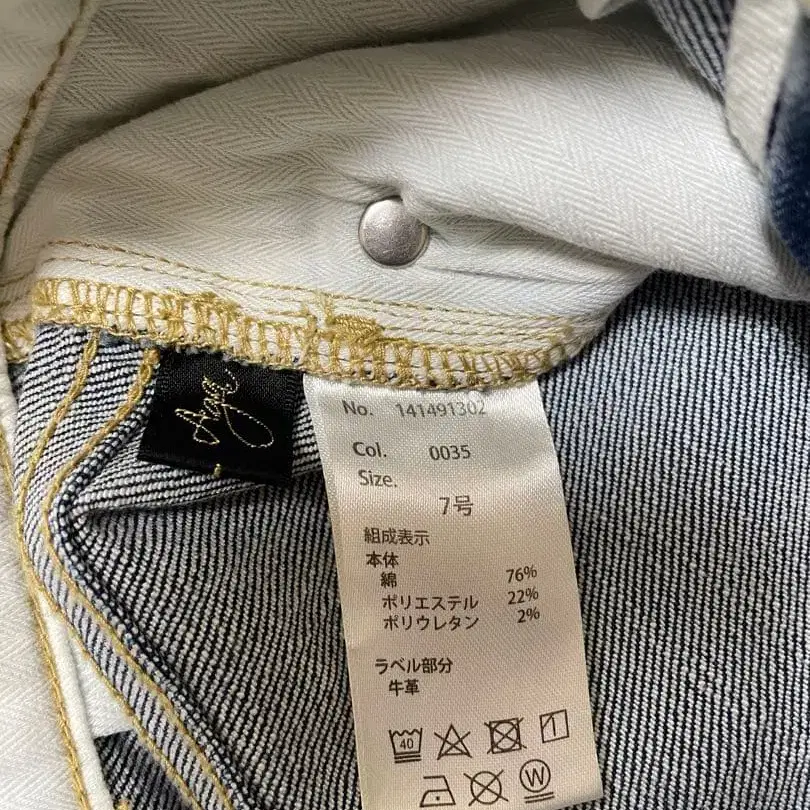 No. 141491302
Col. 0035
Size.
7号
組成表示
本体
綿 76%
ポリエステル 22%
ポリウレタン 2%
ラベル部分
牛革
40
W